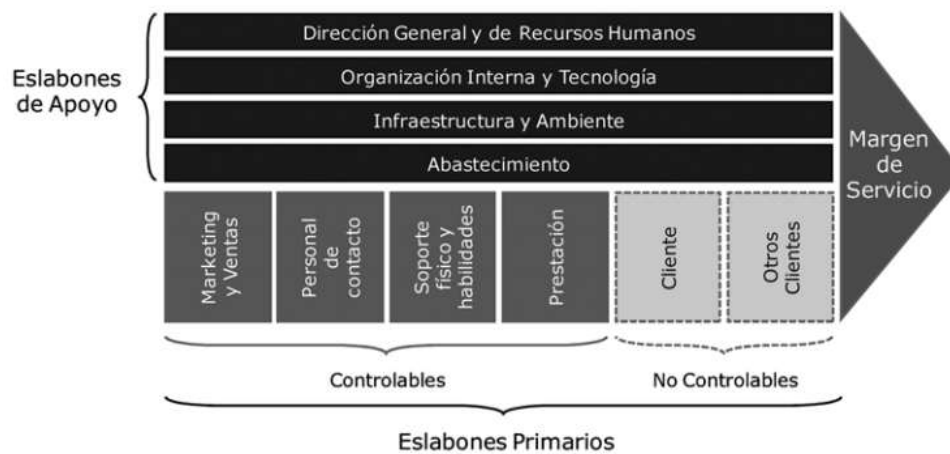 Dirección General y de Recursos Humanos
Organización Interna y Tecnología
Infraestructura y Ambiente
Abastecimiento
Eslabones
de Apoyo
Margen
de
Servicio
Marketing
y Ventas
Personal
de
contacto
Soporte
físico y
habilidades
Prestación
Cliente
Otros
Clientes
Controlables
No Controlables
Eslabones Primarios